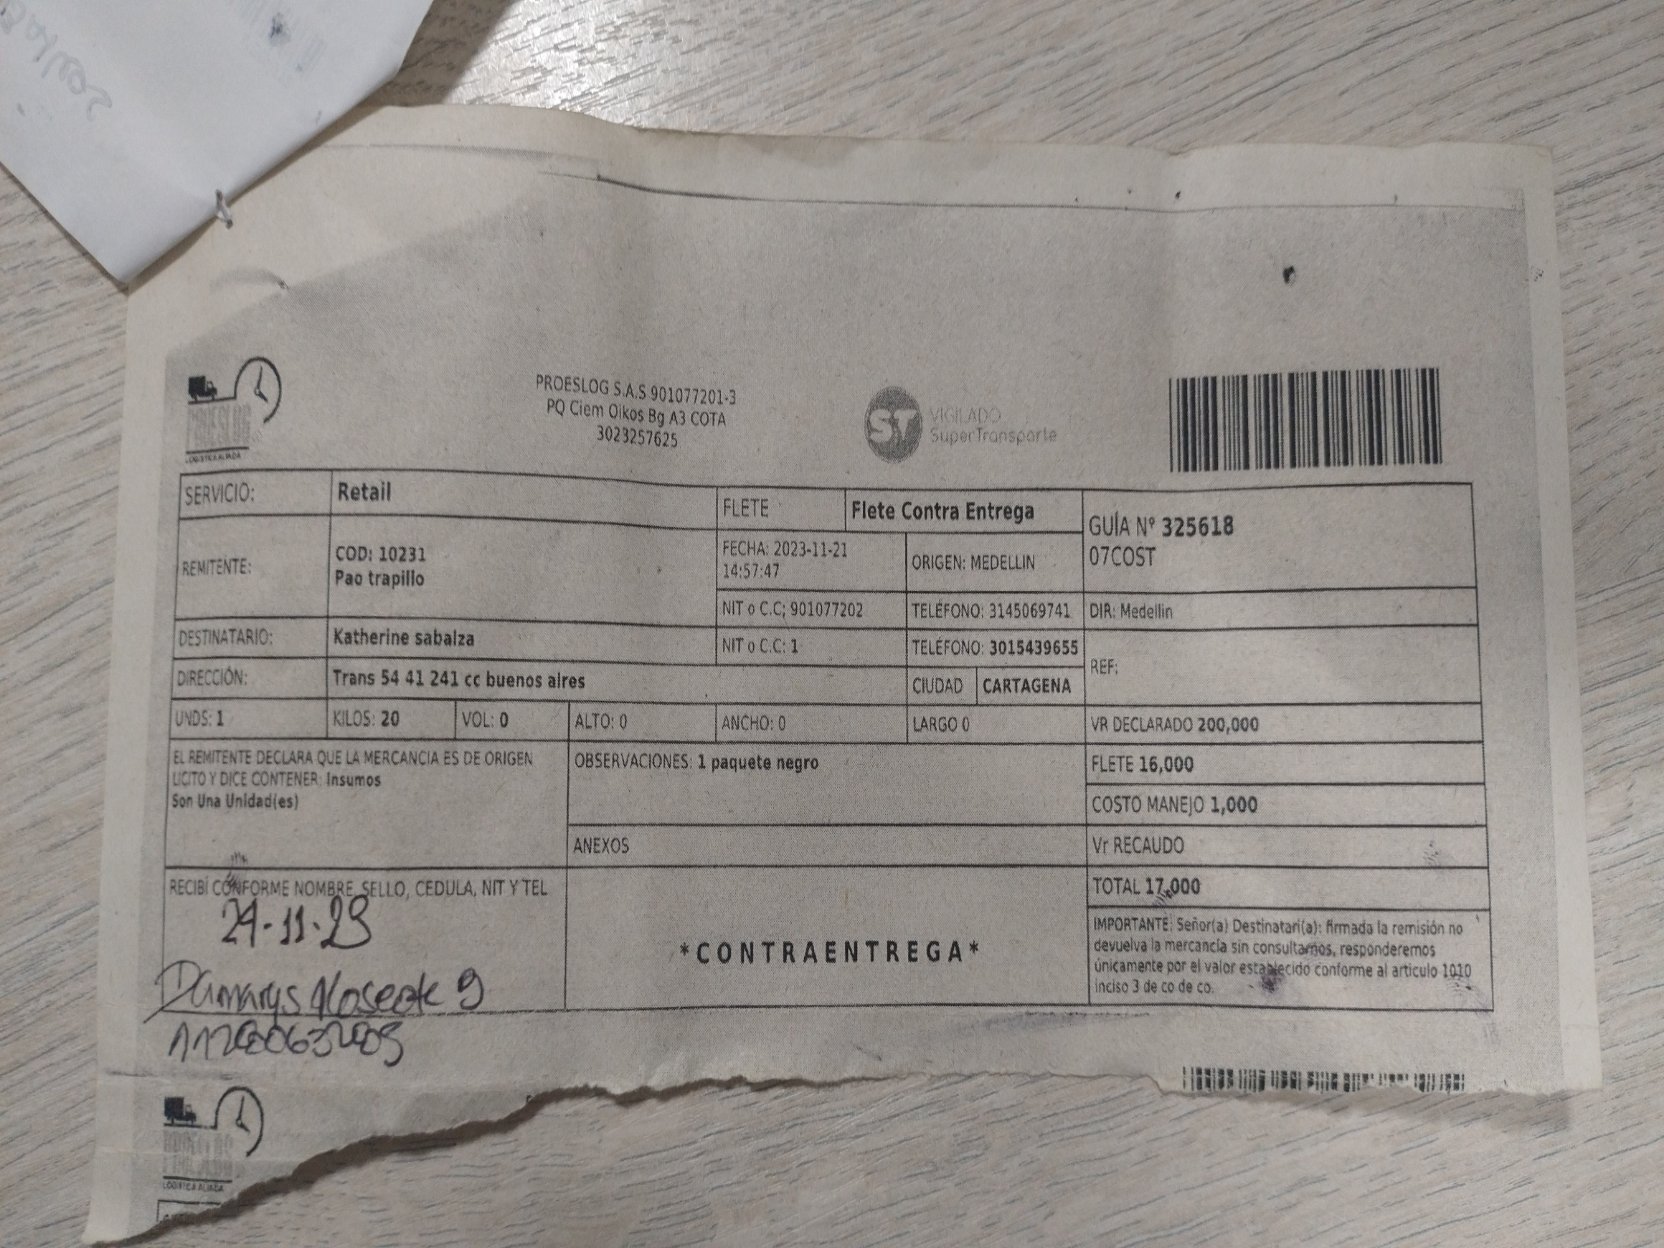 PROESLOG
LOGISTICA ALIADA
PROESLOG S.A.S 901077201-3
PQ Ciem Oikos Bg A3 COTA
3023257625
ST
VIGILADO
SuperTransporte
SERVICIO: Retail
FLETE Flete Contra Entrega
GUÍA Nº 325618
07COST
REMITENTE: COD: 10231
Pao trapillo
FECHA: 2023-11-21
14:57:47
ORIGEN: MEDELLIN
NIT o C.C; 901077202
TELÉFONO: 3145069741
DIR: Medellin
DESTINATARIO: Katherine sabalza
NIT o C.C: 1
TELÉFONO: 3015439655
REF:
DIRECCIÓN: Trans 54 41 241 cc buenos aires
CIUDAD CARTAGENA
UNDS: 1
KILOS: 20
VOL: 0
ALTO: 0
ANCHO: 0
LARGO 0
VR DECLARADO 200,000
EL REMITENTE DECLARA QUE LA MERCANCIA ES DE ORIGEN
LICITO Y DICE CONTENER: Insumos
Son Una Unidad(es)
OBSERVACIONES: 1 paquete negro
FLETE 16,000
COSTO MANEJO 1,000
ANEXOS
Vr RECAUDO
RECIBÍ CONFORME NOMBRE, SELLO, CEDULA, NIT Y TEL
TOTAL 17,000
24-11-23
Damarys
*CONTRAENTREGA*
IMPORTANTE: Señor(a) Destinatari(a): firmada la remisión no
devuelva la mercancía sin consultarnos, responderemos
únicamente por el valor establecido conforme al articulo 1010
inciso 3 de co de co.
LOGISTICA ALIADA